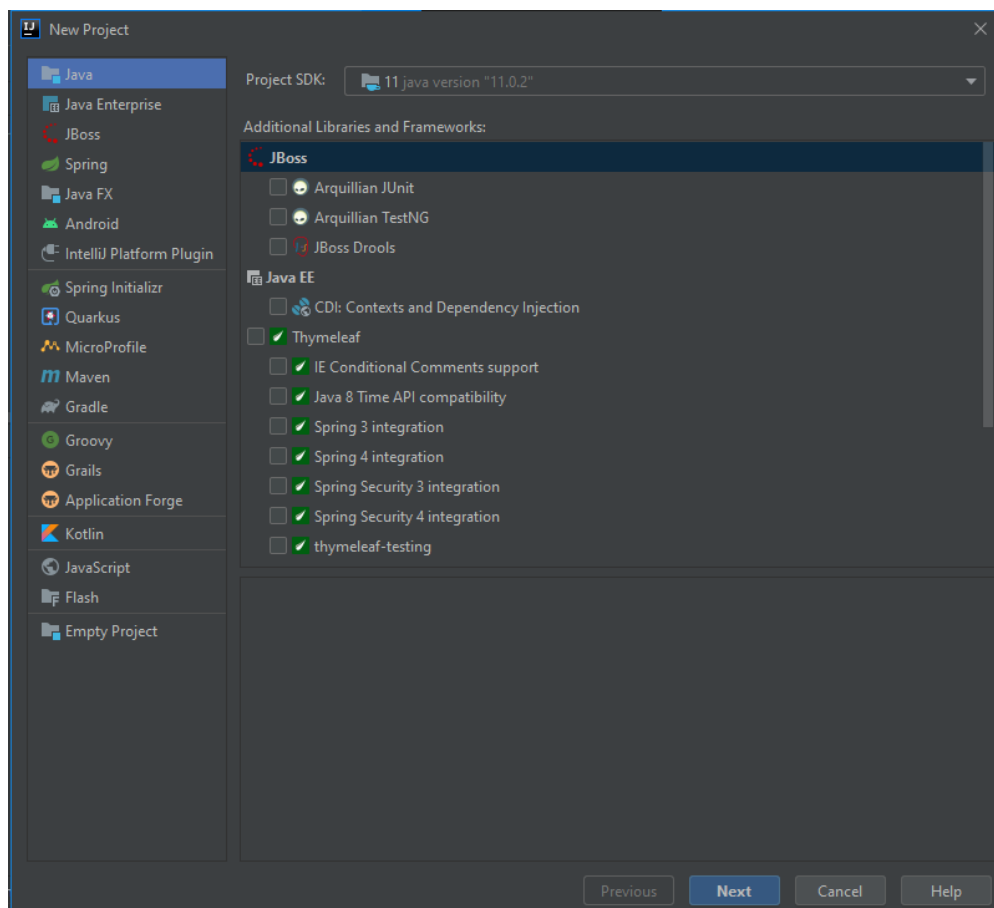 New Project
Java
Java Enterprise
JBoss
Spring
Java FX
Android
IntelliJ Platform Plugin
Spring Initializr
Quarkus
MicroProfile
Maven
Gradle
Groovy
Grails
Application Forge
Kotlin
JavaScript
Flash
Empty Project
Project SDK: 11 java version "11.0.2"
Additional Libraries and Frameworks:
JBoss
Arquillian JUnit
Arquillian TestNG
JBoss Drools
Java EE
CDI: Contexts and Dependency Injection
Thymeleaf
IE Conditional Comments support
Java 8 Time API compatibility
Spring 3 integration
Spring 4 integration
Spring Security 3 integration
Spring Security 4 integration
thymeleaf-testing
Previous Next Cancel Help